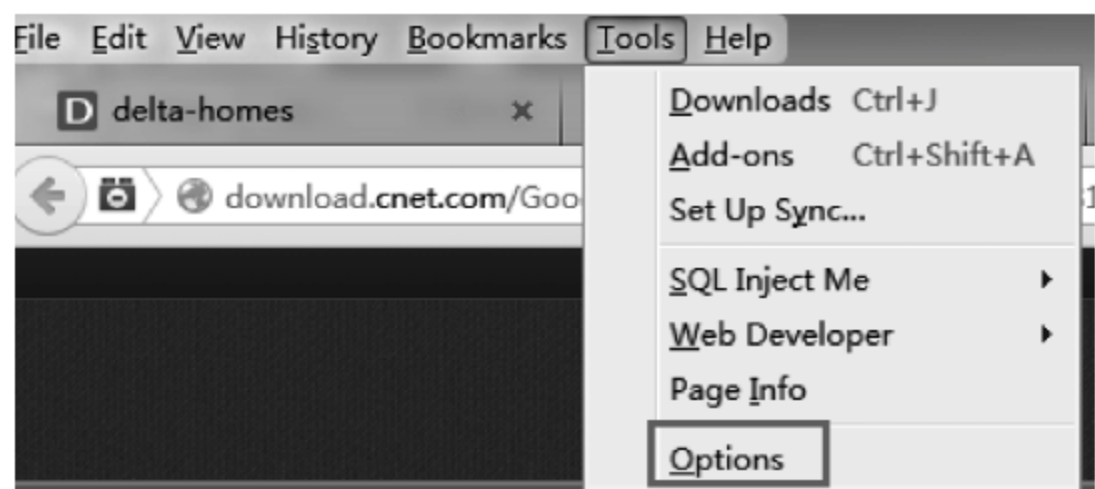 File Edit View History Bookmarks Tools Help
delta-homes
download.cnet.com/Goo
Downloads Ctrl+J
Add-ons Ctrl+Shift+A
Set Up Sync...
SQL Inject Me
Web Developer
Page Info
Options